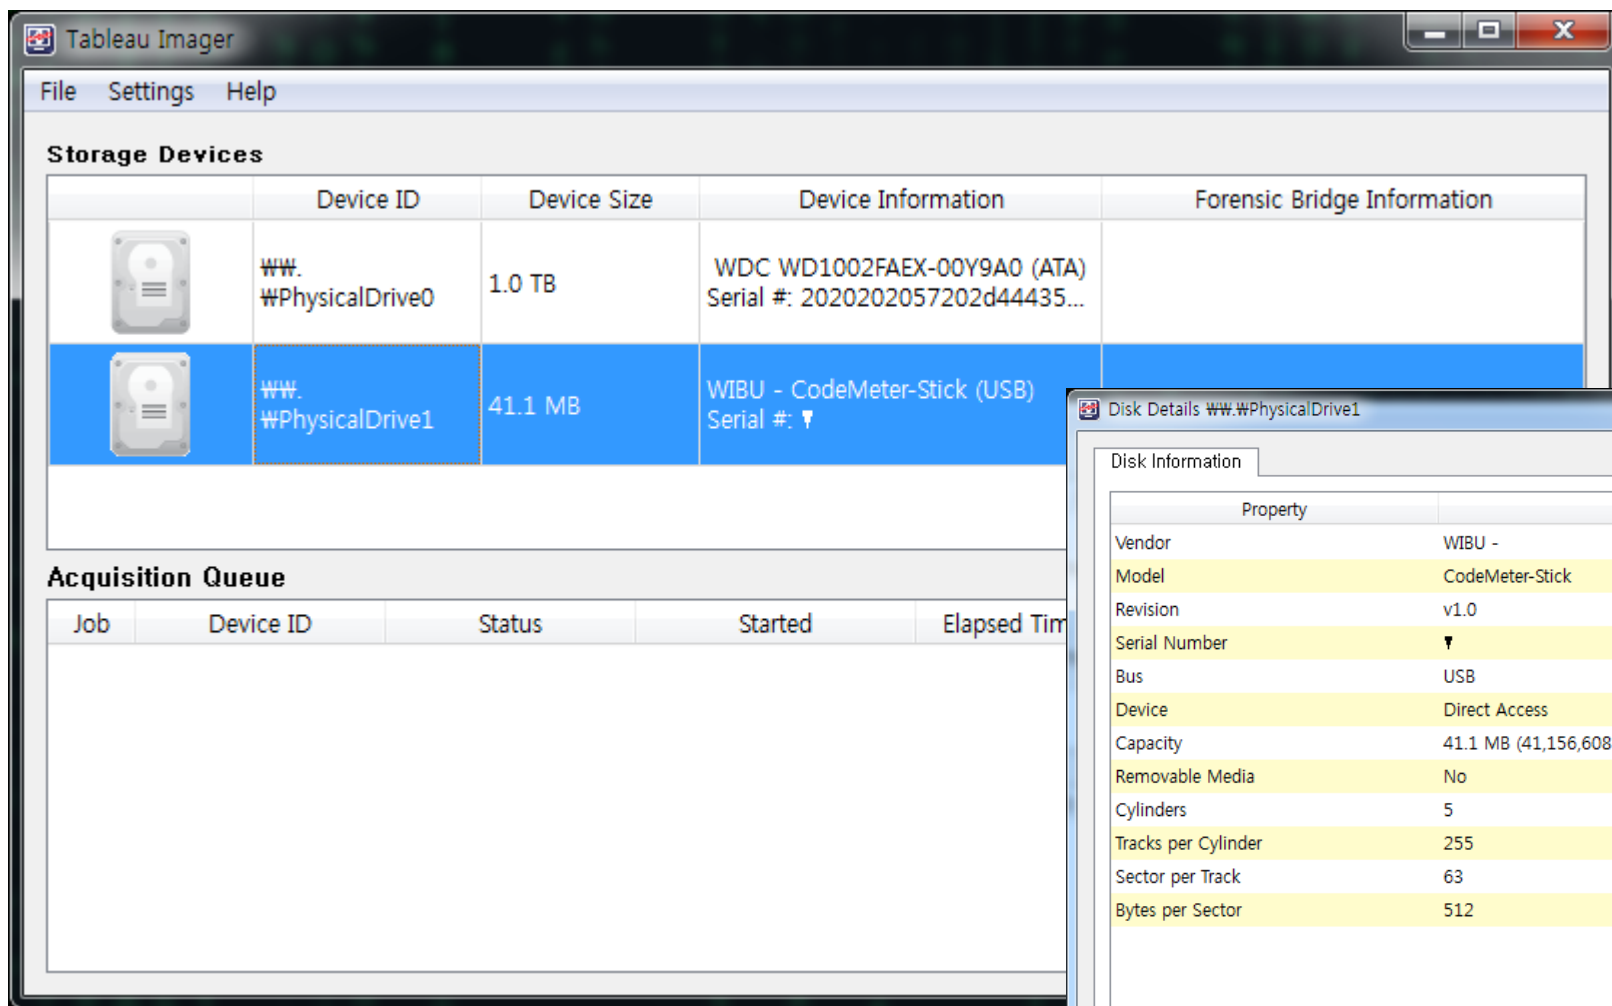 Tableau Imager
File Settings Help
Storage Devices
Device ID Device Size Device Information Forensic Bridge Information
₩₩.
₩PhysicalDrive0
1.0 TB
WDC WD1002FAEX-00Y9A0 (ATA)
Serial #: 2020202057202d44435...
₩₩.
₩PhysicalDrive1
41.1 MB
WIBU - CodeMeter-Stick (USB)
Serial #:
Acquisition Queue
Job Device ID Status Started Elapsed Tim
Disk Details ₩₩.₩PhysicalDrive1
Disk Information
Property
Vendor WIBU -
Model CodeMeter-Stick
Revision v1.0
Serial Number
Bus USB
Device Direct Access
Capacity 41.1 MB (41,156,608
Removable Media No
Cylinders 5
Tracks per Cylinder 255
Sector per Track 63
Bytes per Sector 512